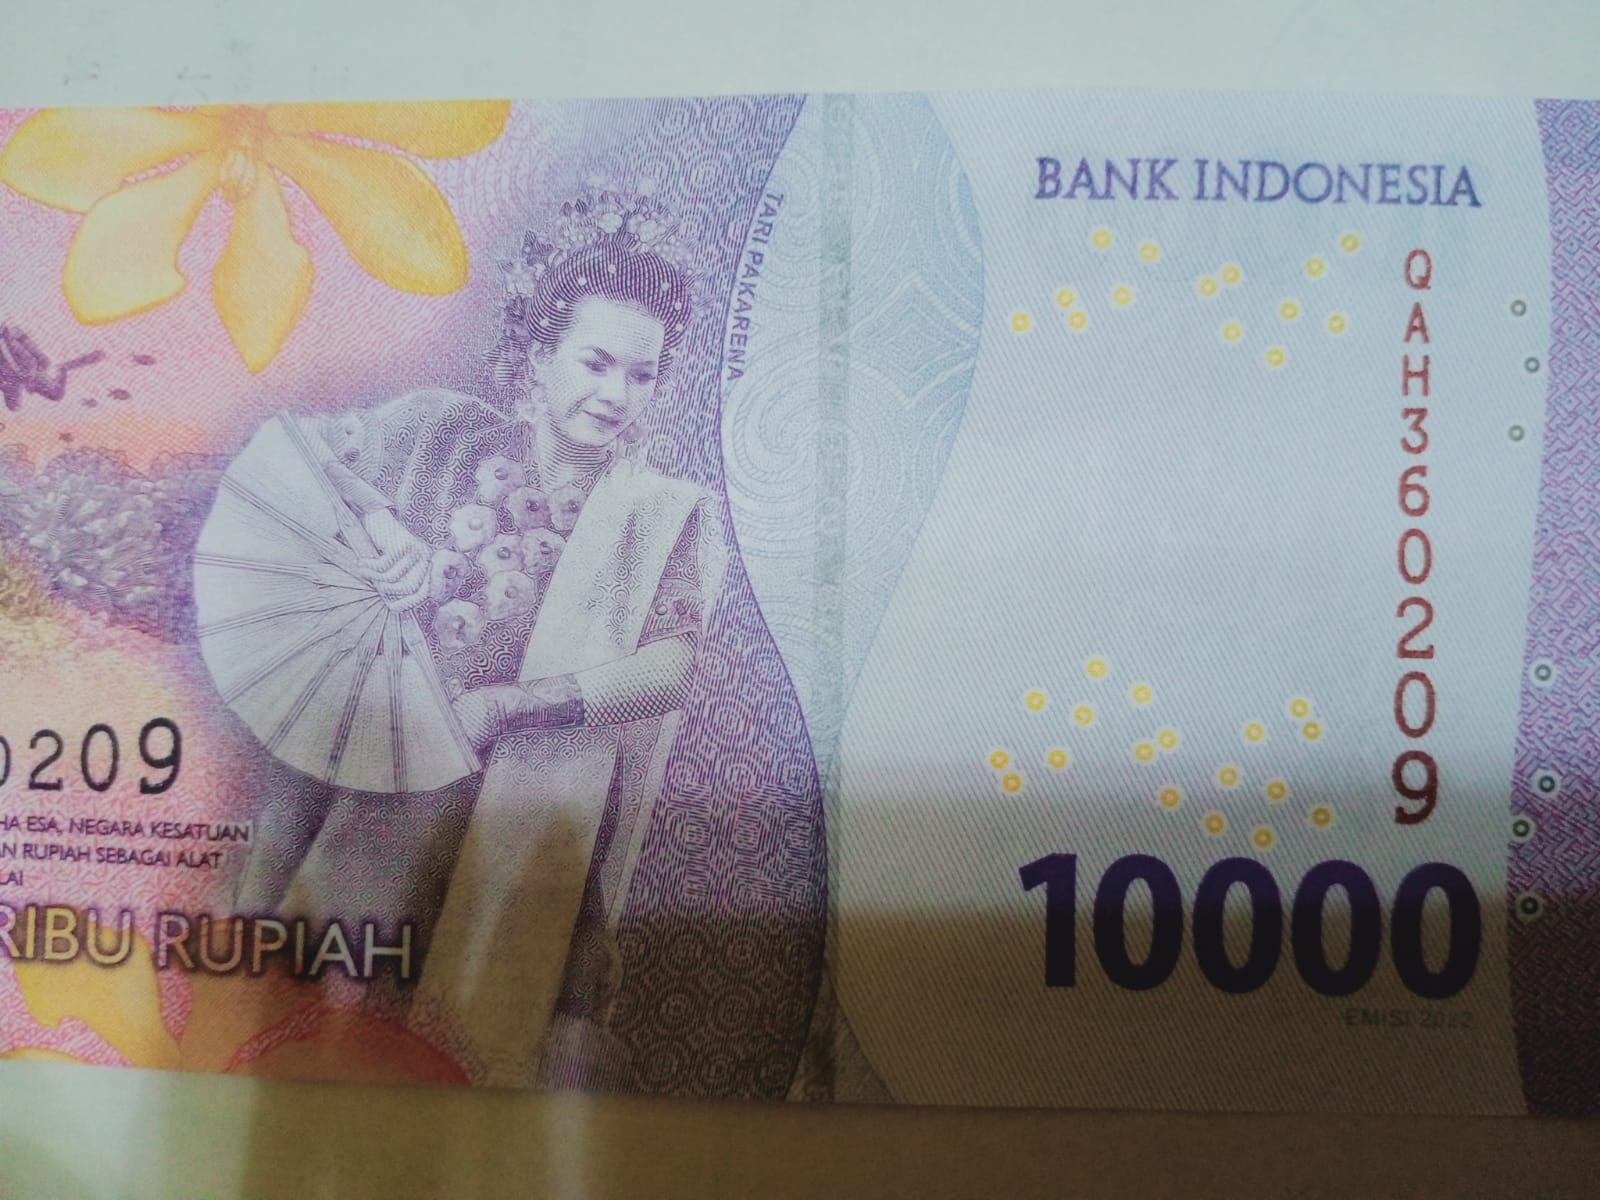 TARI PAKARENA
0209
HA ESA, NEGARA KESATUAN
N RUPIAH SEBAGAI ALAT
LAI
RIBU RUPIAH
BANK INDONESIA
QAH360209
10000
EMISI 2022